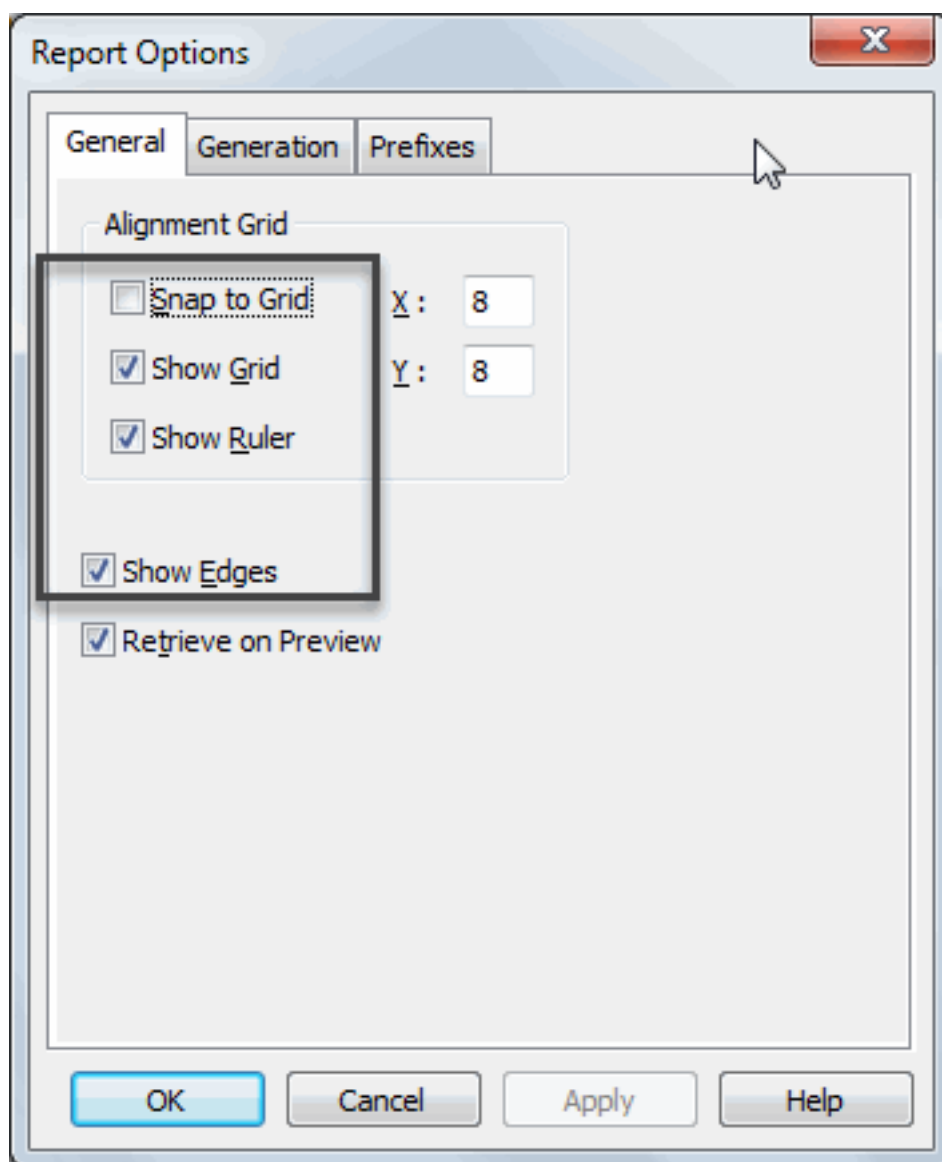 Report Options
General Generation Prefixes
Alignment Grid
Snap to Grid X : 8
Show Grid Y : 8
Show Ruler
Show Edges
Retrieve on Preview
OK Cancel Apply Help